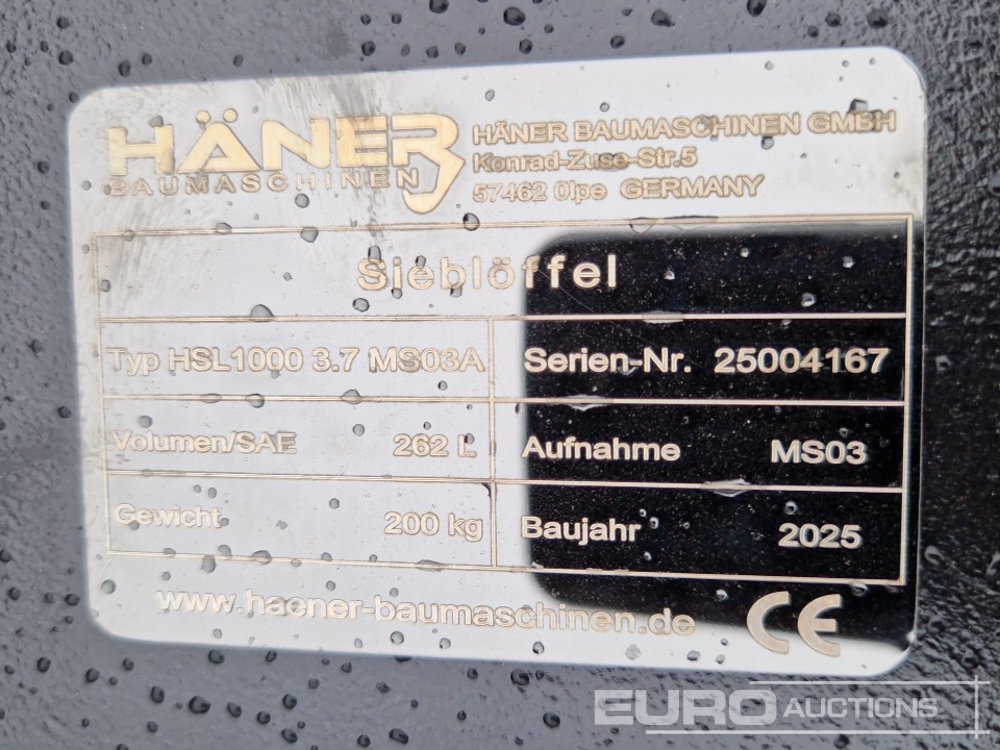 HÄNER
BAUMASCHINEN
HÄNER BAUMASCHINEN GMBH
Konrad-Zuse-Str.5
57462 Olpe GERMANY
Sieblöffel
Typ HSL1000 3.7 MS03A
Serien-Nr. 25004167
Volumen/SAE 262 L
Aufnahme MS03
Gewicht 200 kg
Baujahr 2025
www.haener-baumaschinen.de
CE
EURO AUCTIONS